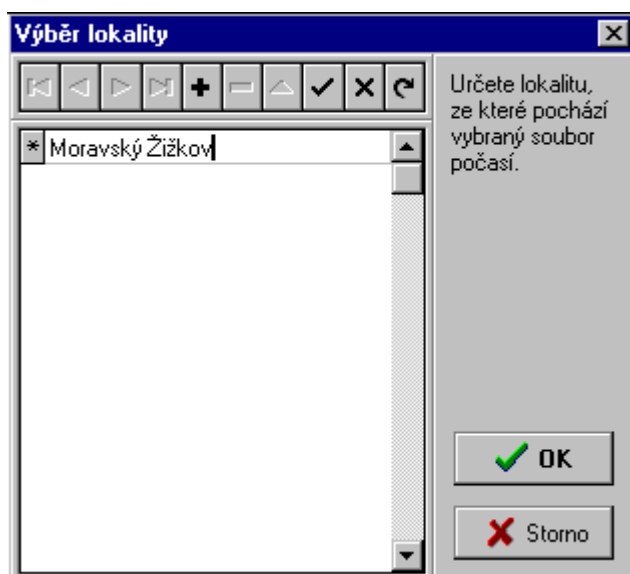 Výběr lokality
* Moravský Žižkov
Určete lokalitu,
ze které pochází
vybraný soubor
počasí.
OK
Storno